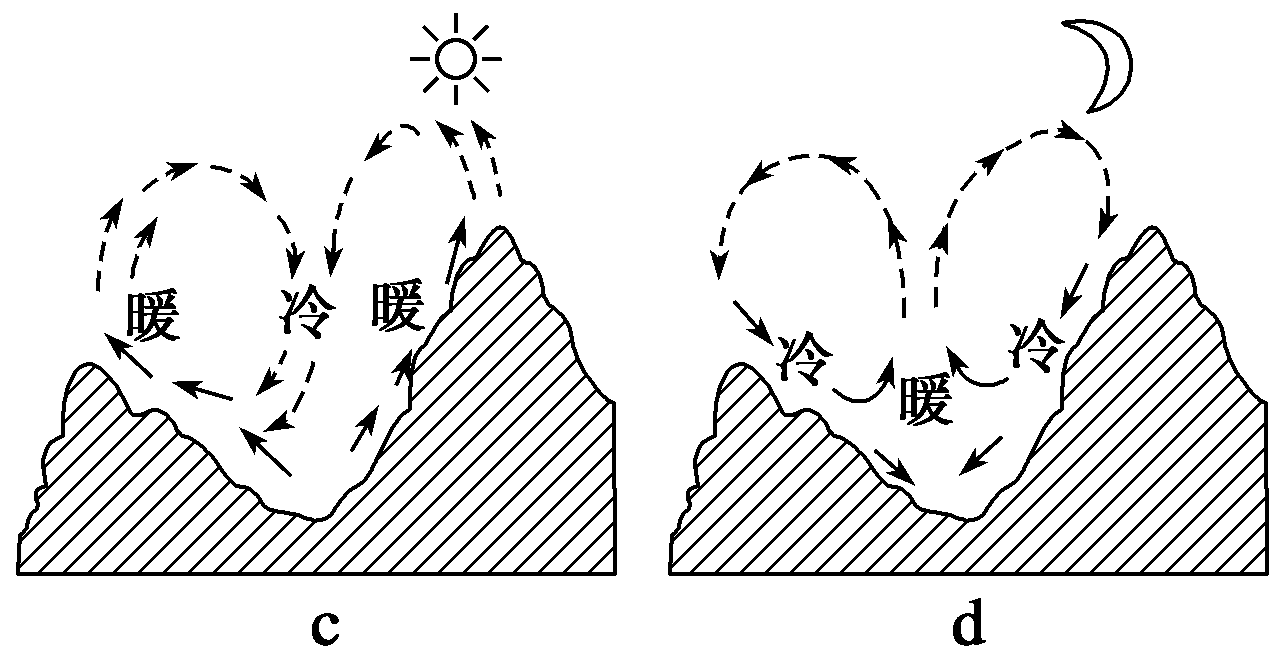 暖 冷 暖
冷 暖 冷
c d